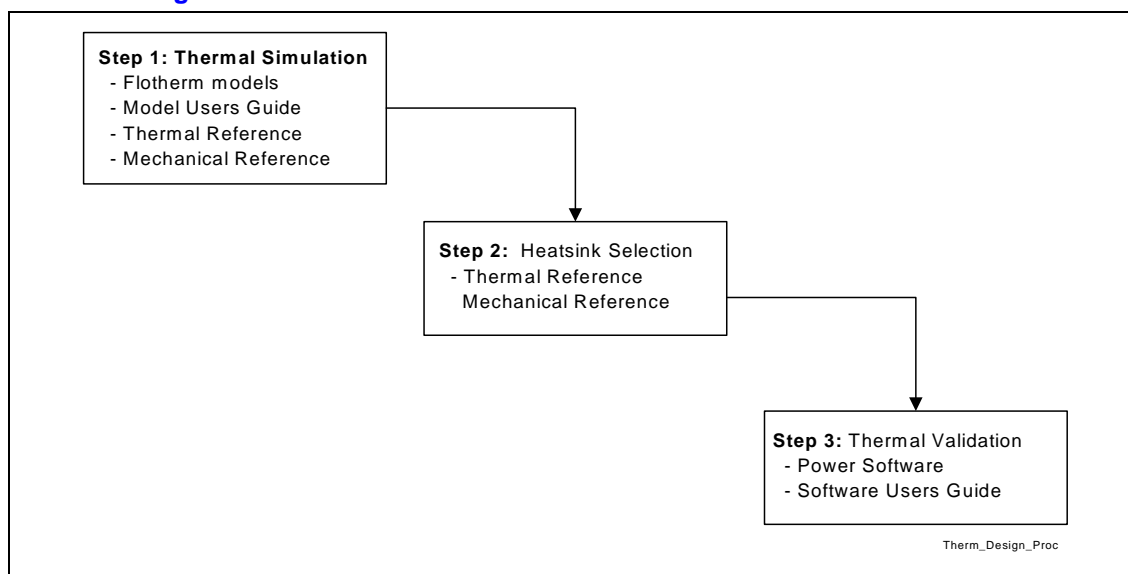 Step 1: Thermal Simulation
- Flotherm models
- Model Users Guide
- Thermal Reference
- Mechanical Reference
Step 2: Heatsink Selection
- Thermal Reference
Mechanical Reference
Step 3: Thermal Validation
- Power Software
- Software Users Guide
Therm_Design_Proc